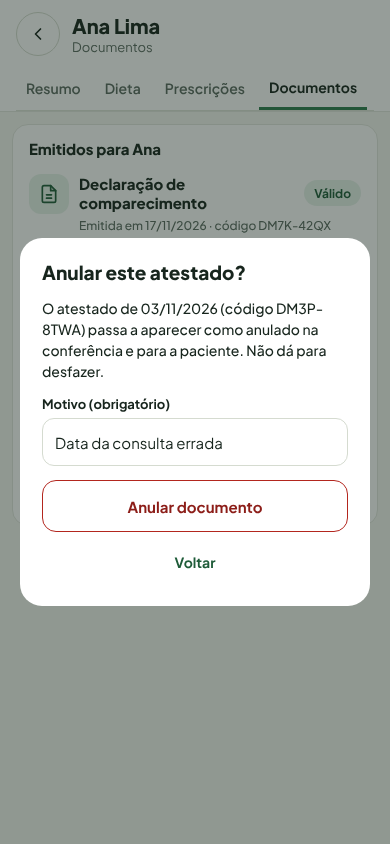 Ana Lima
Documentos
Resumo
Dieta
Prescrições
Documentos
Emitidos para Ana
Declaração de
comparecimento
Válido
Emitida em 17/11/2026 · código DM7K-42QX
Anular este atestado?
O atestado de 03/11/2026 (código DM3P-
8TWA) passa a aparecer como anulado na
conferência e para a paciente. Não dá para
desfazer.
Motivo (obrigatório)
Data da consulta errada
Anular documento
Voltar